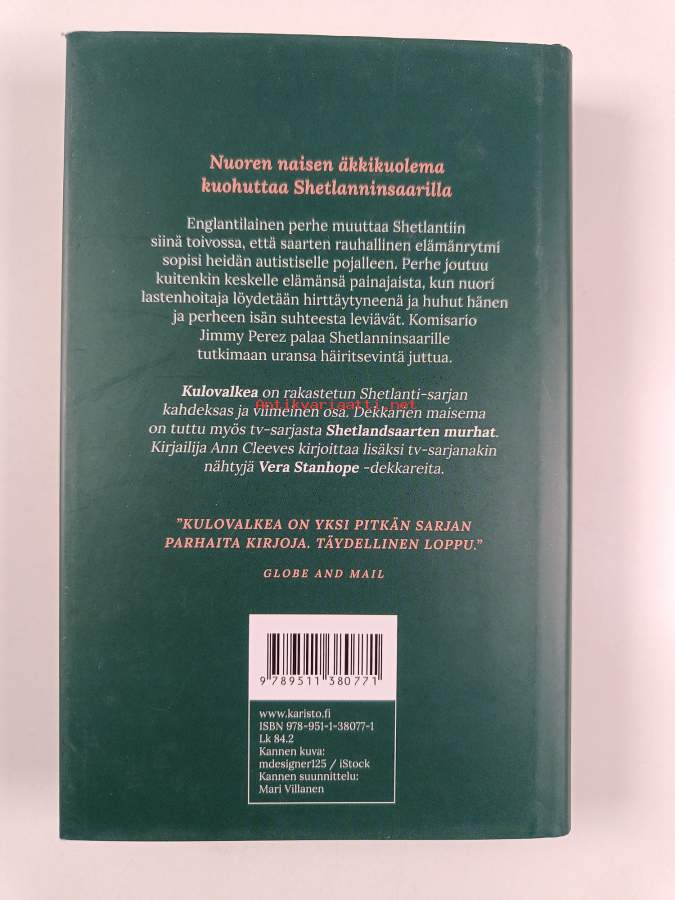 Nuoren naisen äkkikuolema
kuohuttaa Shetlanninsaarilla
Englantilainen perhe muuttaa Shetlantiin
siinä toivossa, että saarten rauhallinen elämänrytmi
sopisi heidän autistiselle pojalleen. Perhe joutuu
kuitenkin keskelle elämänsä painajaista, kun nuori
lastenhoitaja löydetään hirttäytyneenä ja huhut hänen
ja perheen isän suhteesta leviävät. Komisario
Jimmy Perez palaa Shetlanninsaarille
tutkimaan uransa häiritsevintä juttua.
Kulovalkea on rakastetun Shetlanti-sarjan
Antikvariaatti.net
kahdeksas ja viimeinen osa. Dekkarien maisema
on tuttu myös tv-sarjasta Shetlandsaarten murhat.
Kirjailija Ann Cleeves kirjoittaa lisäksi tv-sarjanakin
nähtyjä Vera Stanhope -dekkareita.
"KULOVALKEA ON YKSI PITKÄN SARJAN
PARHAITA KIRJOJA. TÄYDELLINEN LOPPU."
GLOBE AND MAIL
9 789511 380771
www.karisto.fi
ISBN 978-951-1-38077-1
Lk 84.2
Kannen kuva:
mdesigner125 / iStock
Kannen suunnittelu:
Mari Villanen